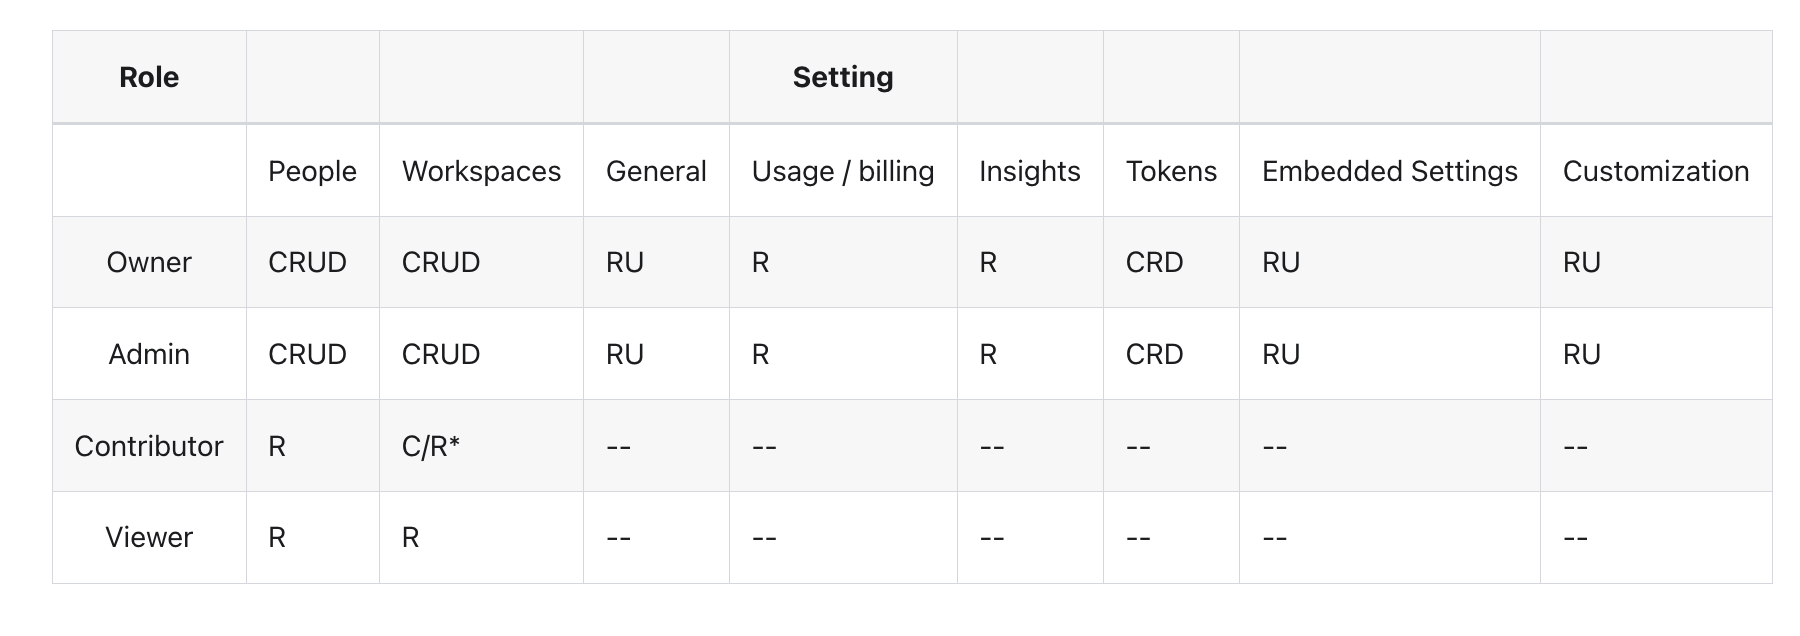 Role Setting
People Workspaces General Usage / billing Insights Tokens Embedded Settings Customization
Owner CRUD CRUD RU R R CRD RU RU
Admin CRUD CRUD RU R R CRD RU RU
Contributor R C/R* -- -- -- -- -- --
Viewer R R -- -- -- -- -- --